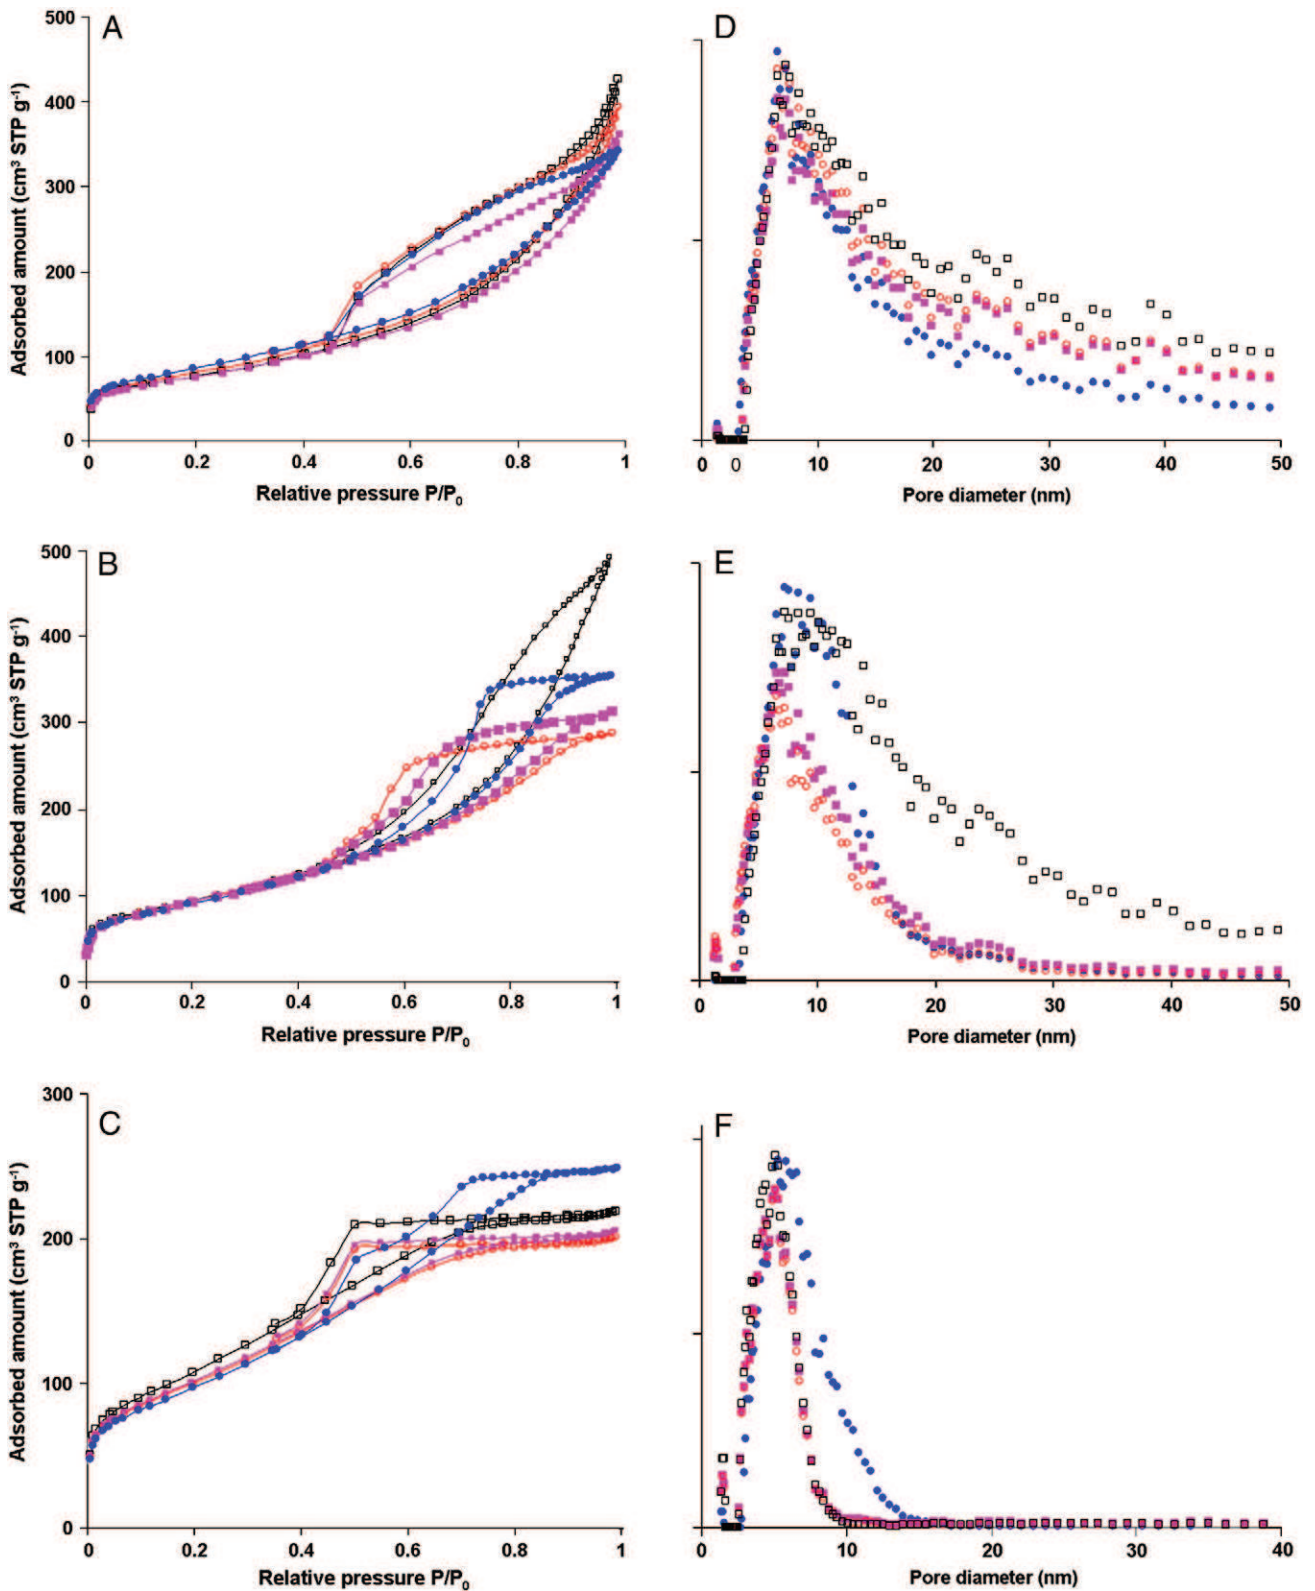 A
500
400
300
200
100
0
Adsorbed amount (cm³ STP g⁻¹)
0 0.2 0.4 0.6 0.8 1
Relative pressure P/P₀
D
0 0 10 20 30 40 50
Pore diameter (nm)
B
500
400
300
200
100
0
Adsorbed amount (cm³ STP g⁻¹)
0 0.2 0.4 0.6 0.8 1
Relative pressure P/P₀
E
0 10 20 30 40 50
Pore diameter (nm)
C
300
200
100
0
Adsorbed amount (cm³ STP g⁻¹)
0 0.2 0.4 0.6 0.8 1
Relative pressure P/P₀
F
0 10 20 30 40
Pore diameter (nm)